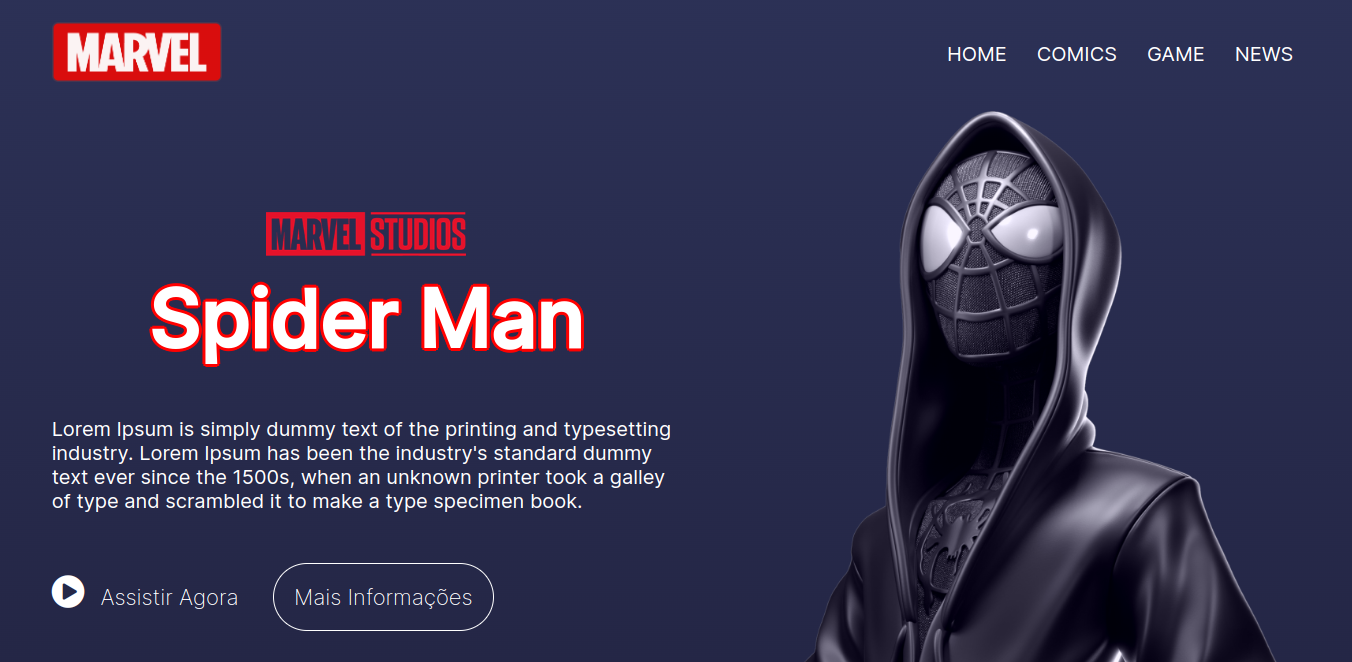 MARVEL
HOME COMICS GAME NEWS
MARVEL STUDIOS
Spider Man
Lorem Ipsum is simply dummy text of the printing and typesetting
industry. Lorem Ipsum has been the industry's standard dummy
text ever since the 1500s, when an unknown printer took a galley
of type and scrambled it to make a type specimen book.
Assistir Agora Mais Informações